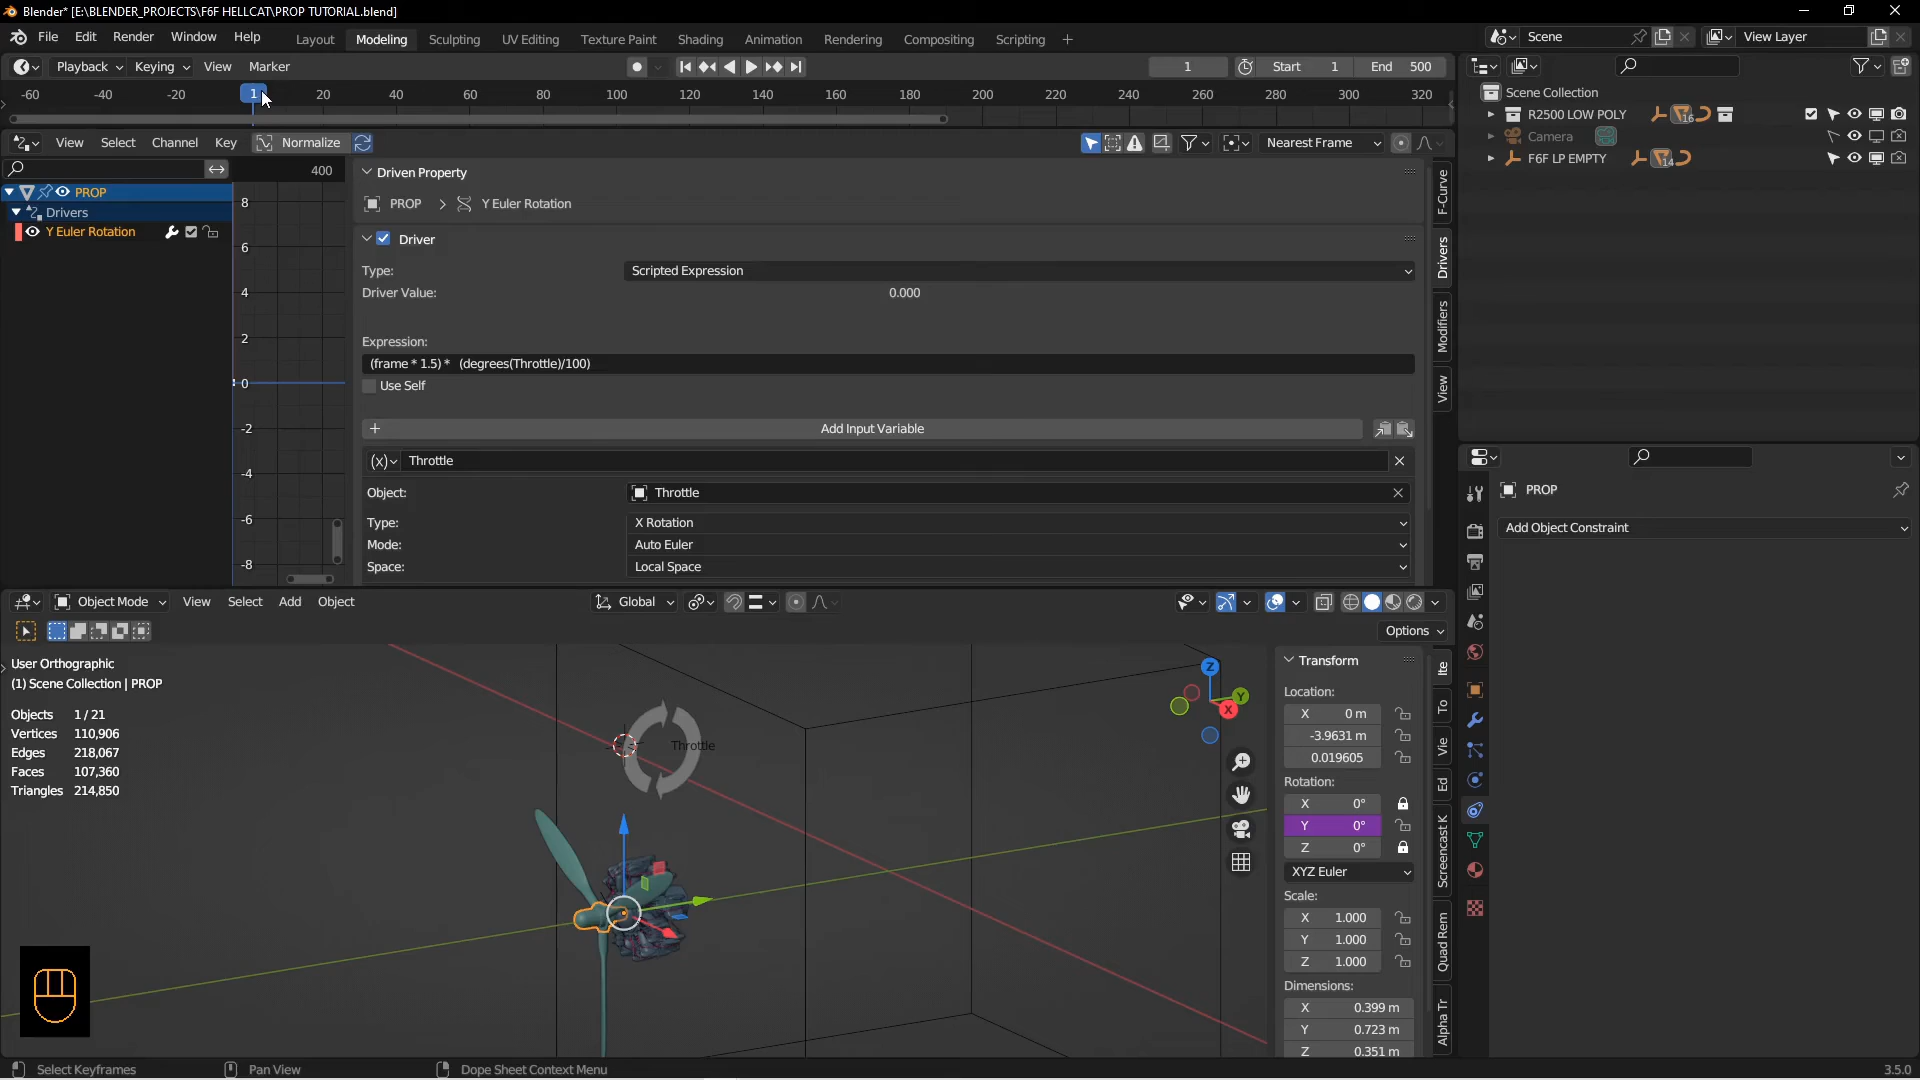 Blender* [E:\BLENDER_PROJECTS\F6F HELLCAT\PROP TUTORIAL.blend]
File Edit Render Window Help Layout Modeling Sculpting UV Editing Texture Paint Shading Animation Rendering Compositing Scripting + Scene View Layer
Playback Keying View Marker 1 Start 1 End 500
-60 -40 -20 1 20 40 60 80 100 120 140 160 180 200 220 240 260 280 300 320
Scene Collection
R2500 LOW POLY 16
Camera
F6F LP EMPTY 14
View Select Channel Key Normalize Nearest Frame
400
PROP
Drivers
Y Euler Rotation
8
6
4
2
0
-2
-4
-6
-8
Driven Property
PROP > Y Euler Rotation
Driver
Type: Scripted Expression
Driver Value: 0.000
Expression:
(frame * 1.5) * (degrees(Throttle)/100)
Use Self
+ Add Input Variable
(x) Throttle
Object: Throttle
Type: X Rotation
Mode: Auto Euler
Space: Local Space
F-Curve
Drivers
Modifiers
View
PROP
Add Object Constraint
Object Mode View Select Add Object Global
Options
User Orthographic
(1) Scene Collection | PROP
Objects 1 / 21
Vertices 110,906
Edges 218,067
Faces 107,360
Triangles 214,850
Throttle
Z
Y
X
Transform
Location:
X 0 m
-3.9631 m
0.019605
Rotation:
X 0°
Y 0°
Z 0°
XYZ Euler
Scale:
X 1.000
Y 1.000
Z 1.000
Dimensions:
X 0.399 m
Y 0.723 m
Z 0.351 m
Ite
To
Vie
Ed
Screencast K
Quad Rem
Alpha Tr
Select Keyframes Pan View Dope Sheet Context Menu 3.5.0